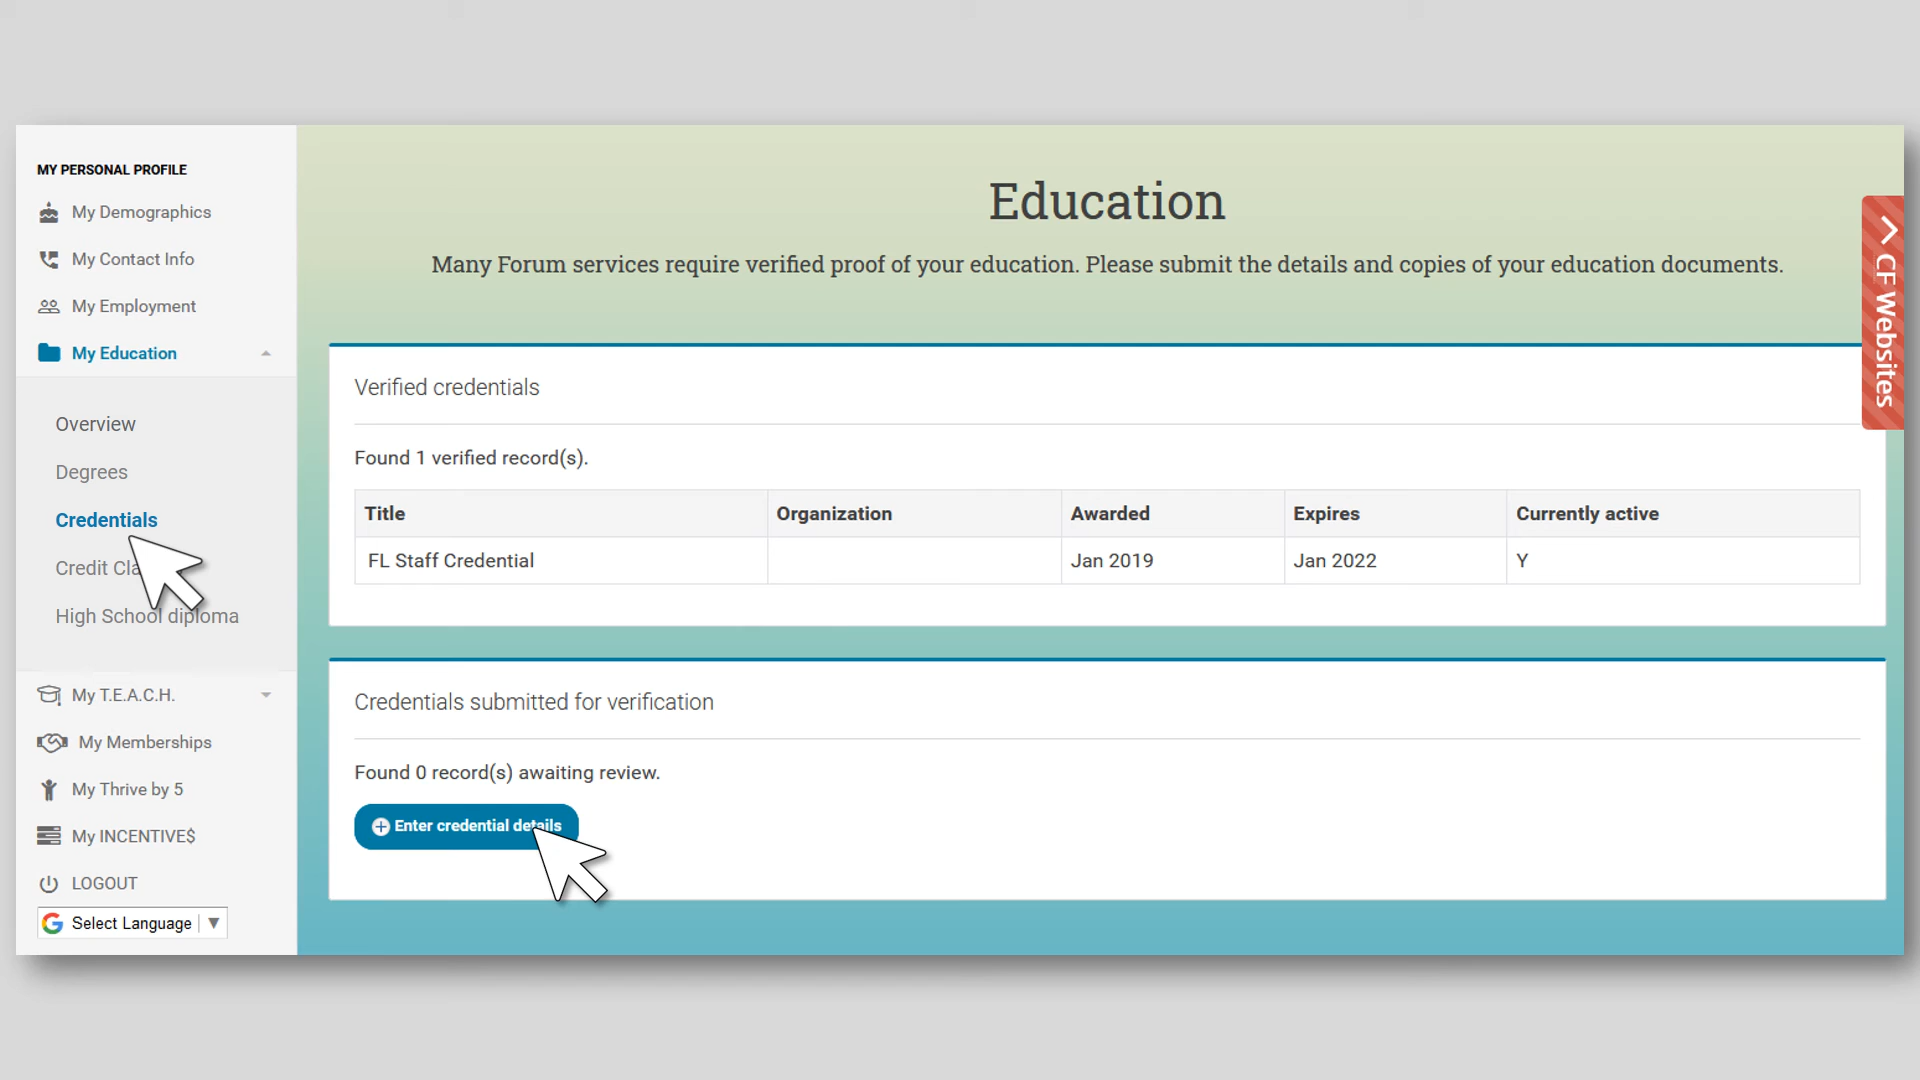 MY PERSONAL PROFILE
My Demographics
My Contact Info
My Employment
My Education
Overview
Degrees
Credentials
Credit Cla
High School diploma
My T.E.A.C.H.
My Memberships
My Thrive by 5
My INCENTIVE$
LOGOUT
Select Language
Education
Many Forum services require verified proof of your education. Please submit the details and copies of your education documents.
CF Websites
Verified credentials
Found 1 verified record(s).
Title Organization Awarded Expires Currently active
FL Staff Credential Jan 2019 Jan 2022 Y
Credentials submitted for verification
Found 0 record(s) awaiting review.
Enter credential details